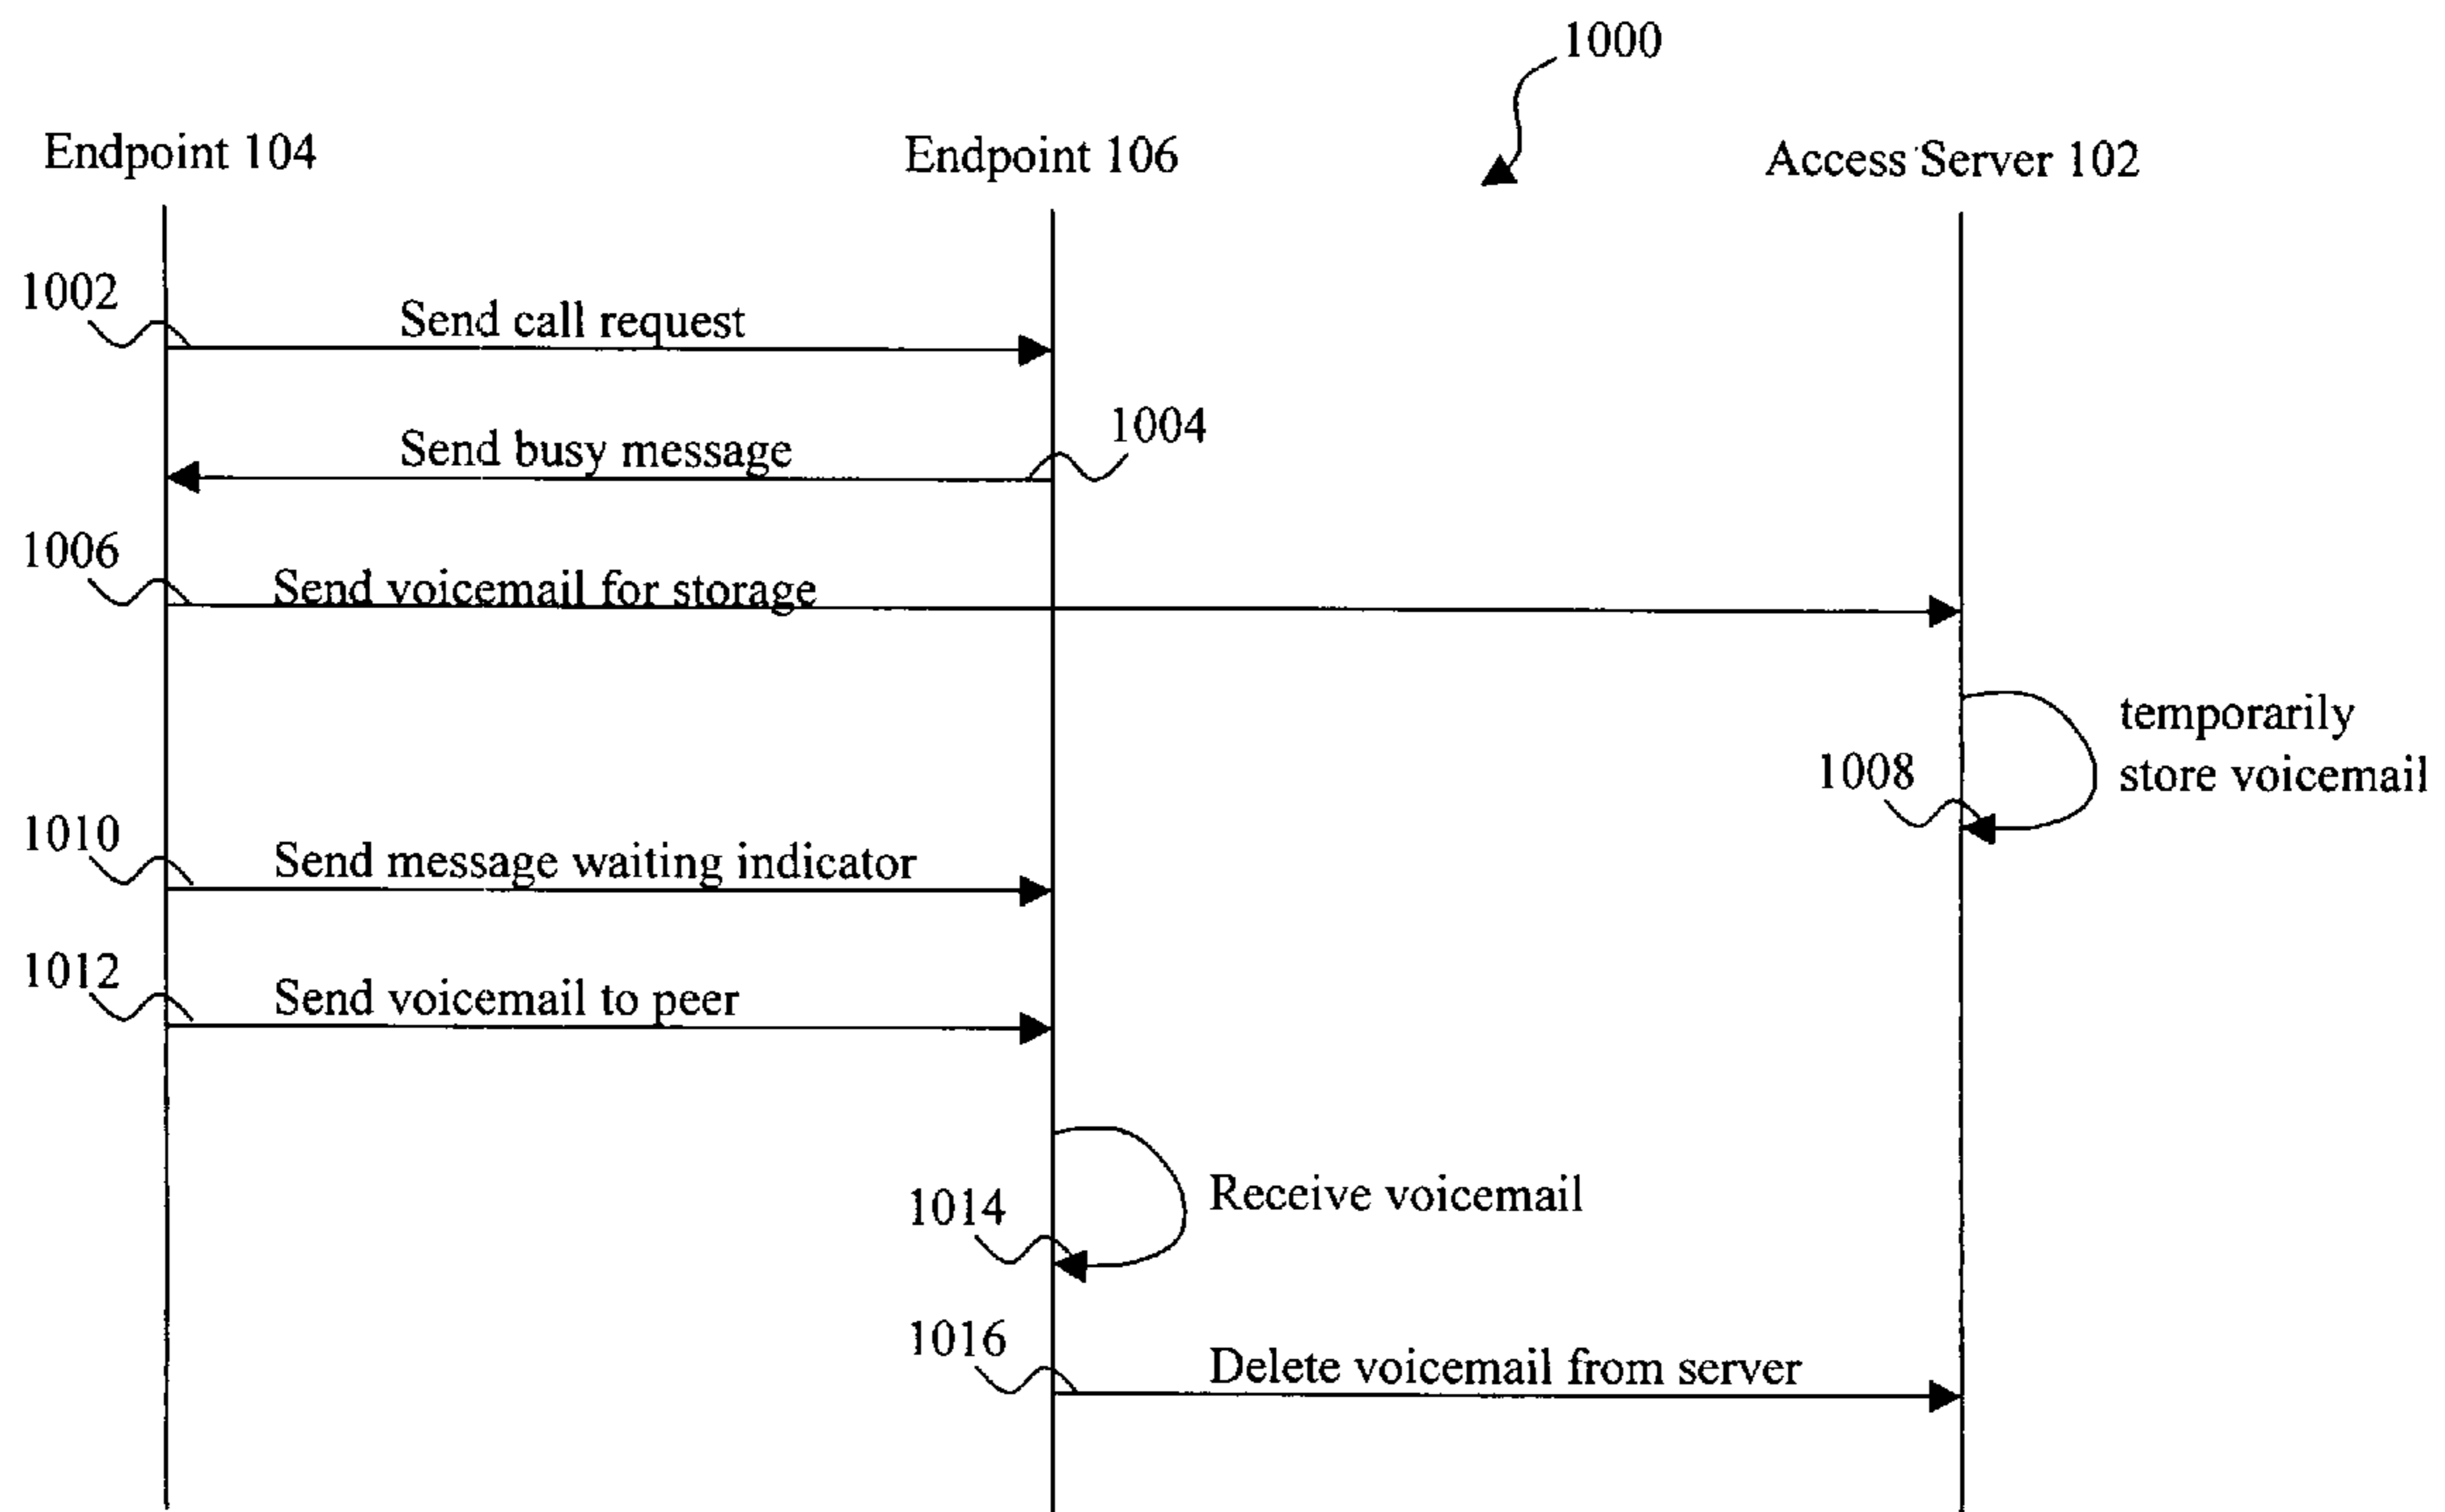 1000
Endpoint 104
Endpoint 106
Access Server 102
1002
Send call request
1004
Send busy message
1006
Send voicemail for storage
temporarily
store voicemail
1008
1010
Send message waiting indicator
1012
Send voicemail to peer
1014
Receive voicemail
1016
Delete voicemail from server